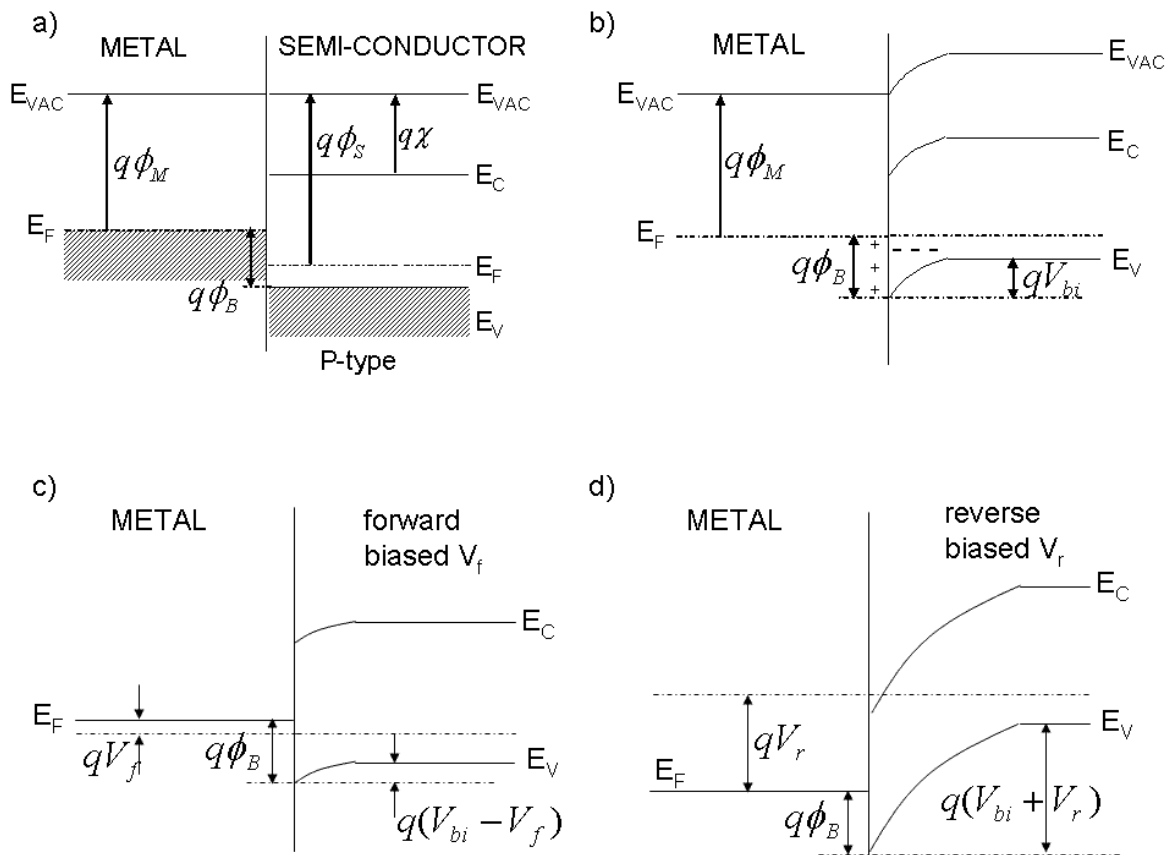 a)
METAL
SEMI-CONDUCTOR
E_VAC
E_VAC
qϕ_M
qϕ_S
qχ
E_C
E_F
E_F
qϕ_B
E_V
P-type
b)
METAL
E_VAC
E_VAC
E_C
qϕ_M
E_F
+
+
+
− − −
qϕ_B
E_V
qV_bi
c)
METAL
forward
biased V_f
E_C
E_F
qV_f
qϕ_B
E_V
q(V_bi − V_f)
d)
METAL
reverse
biased V_r
E_C
qV_r
E_V
E_F
qϕ_B
q(V_bi + V_r)